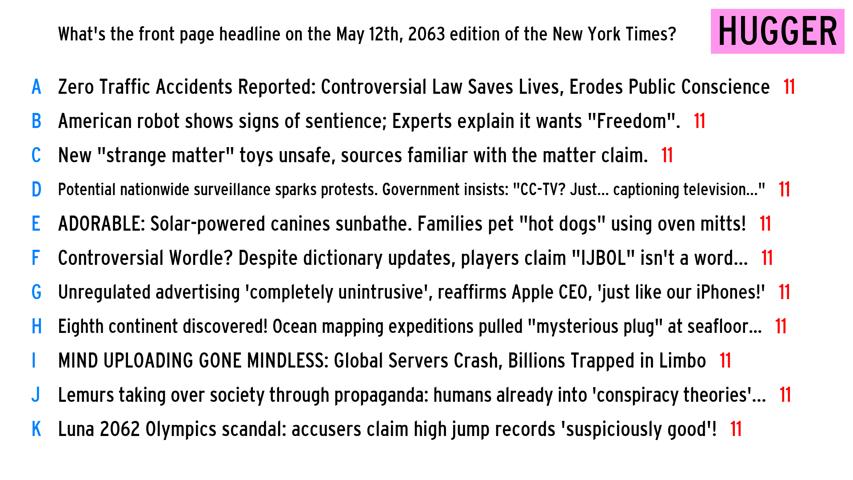 What's the front page headline on the May 12th, 2063 edition of the New York Times? HUGGER
A Zero Traffic Accidents Reported: Controversial Law Saves Lives, Erodes Public Conscience 11
B American robot shows signs of sentience; Experts explain it wants "Freedom". 11
C New "strange matter" toys unsafe, sources familiar with the matter claim. 11
D Potential nationwide surveillance sparks protests. Government insists: "CC-TV? Just... captioning television..." 11
E ADORABLE: Solar-powered canines sunbathe. Families pet "hot dogs" using oven mitts! 11
F Controversial Wordle? Despite dictionary updates, players claim "IJBOL" isn't a word... 11
G Unregulated advertising 'completely unintrusive', reaffirms Apple CEO, 'just like our iPhones!' 11
H Eighth continent discovered! Ocean mapping expeditions pulled "mysterious plug" at seafloor... 11
I MIND UPLOADING GONE MINDLESS: Global Servers Crash, Billions Trapped in Limbo 11
J Lemurs taking over society through propaganda: humans already into 'conspiracy theories'... 11
K Luna 2062 Olympics scandal: accusers claim high jump records 'suspiciously good'! 11